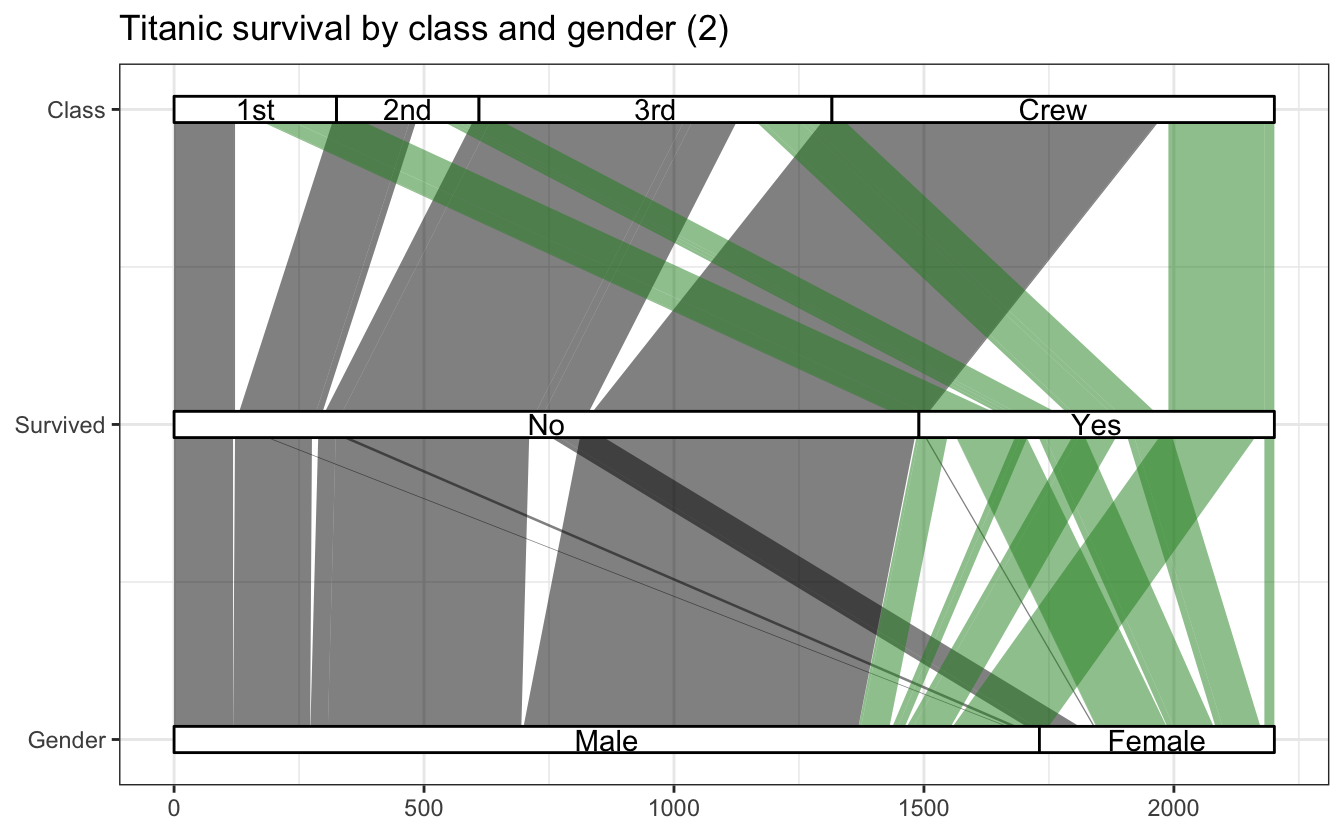 Titanic survival by class and gender (2)
Class
1st 2nd 3rd Crew
Survived
No Yes
Gender
Male Female
0 500 1000 1500 2000